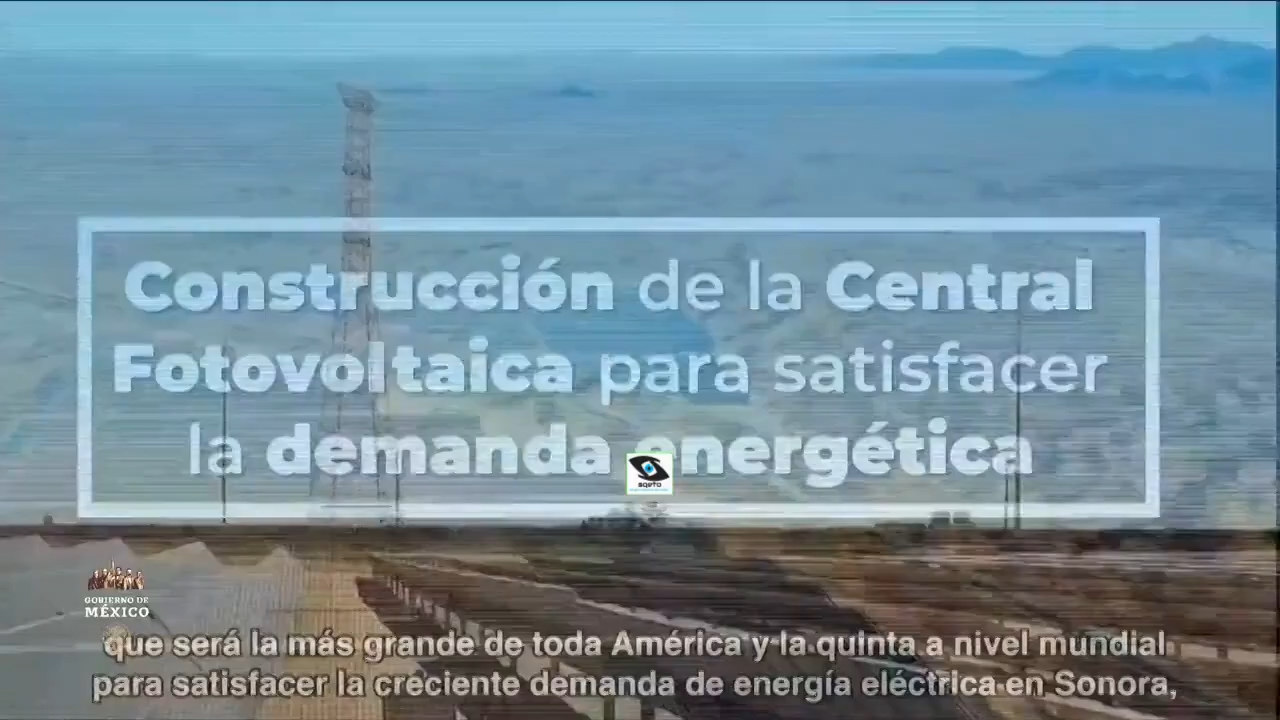 Construcción de la Central
Fotovoltaica para satisfacer
la demanda energética
GOBIERNO DE
MÉXICO
que será la más grande de toda América y la quinta a nivel mundial
para satisfacer la creciente demanda de energía eléctrica en Sonora,